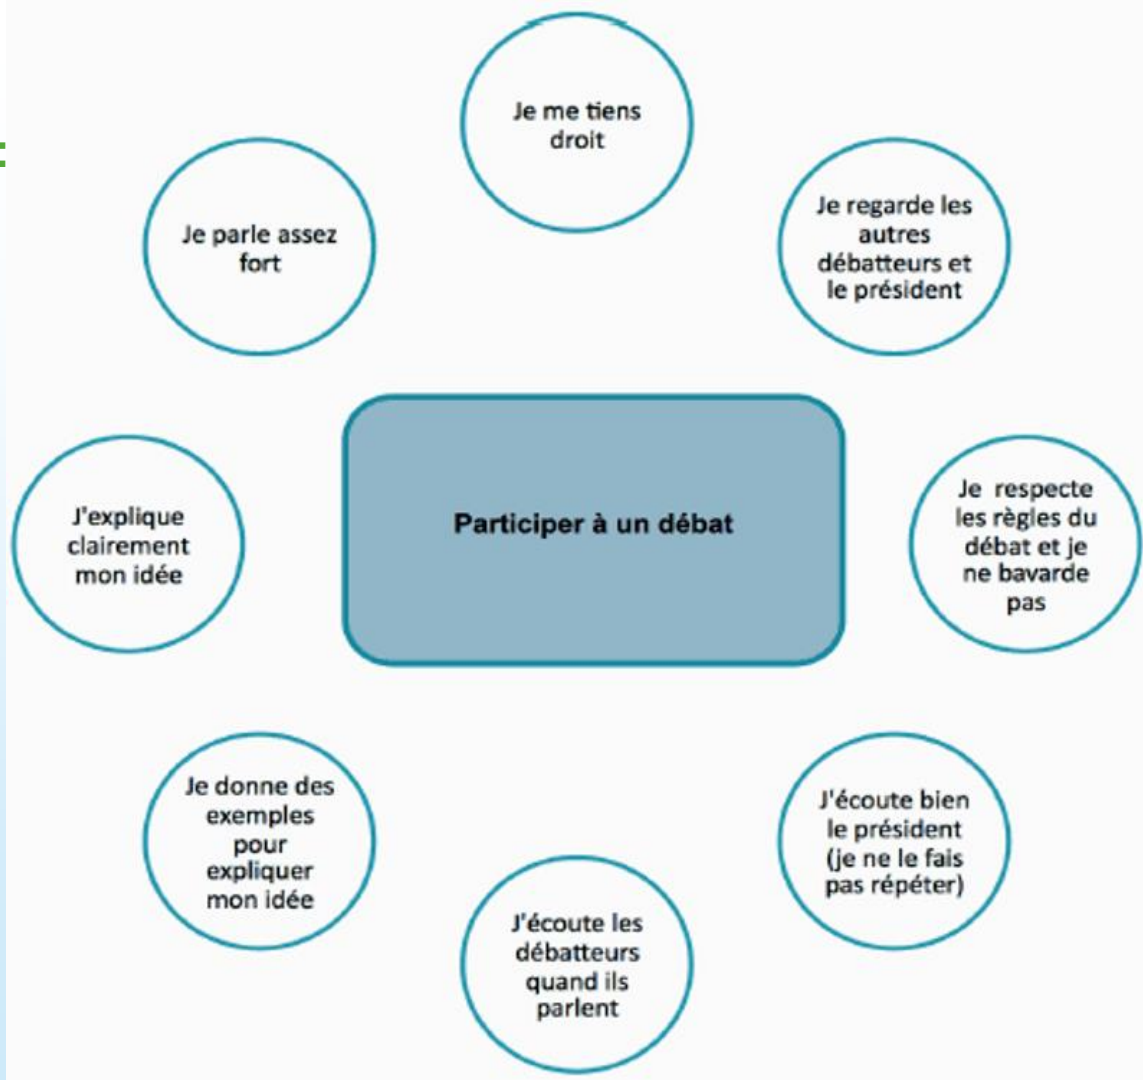 Je me tiens
droit
Je regarde les
autres
débatteurs et
le président
Je respecte
les règles du
débat et je
ne bavarde
pas
J'écoute bien
le président
(je ne le fais
pas répéter)
J'écoute les
débatteurs
quand ils
parlent
Je donne des
exemples
pour
expliquer
mon idée
J'explique
clairement
mon idée
Je parle assez
fort
Participer à un débat